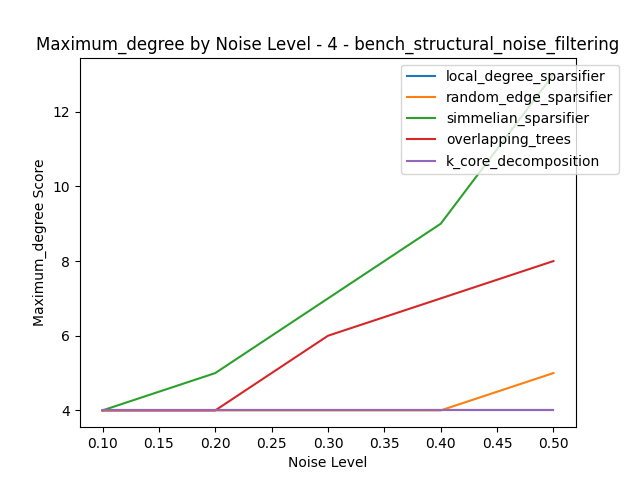 Maximum_degree by Noise Level - 4 - bench_structural_noise_filtering
local_degree_sparsifier
random_edge_sparsifier
simmelian_sparsifier
overlapping_trees
k_core_decomposition
Maximum_degree Score
12
10
8
6
4
0.10 0.15 0.20 0.25 0.30 0.35 0.40 0.45 0.50
Noise Level